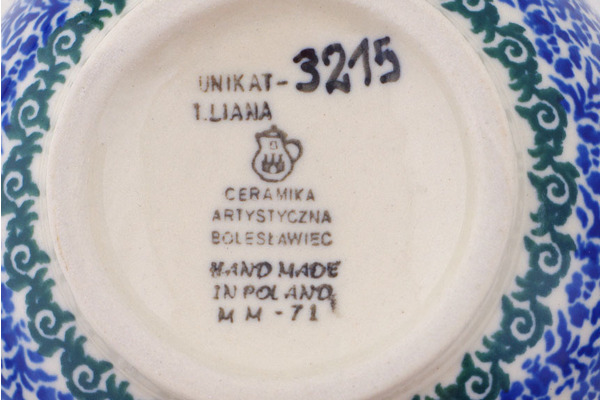 UNIKAT-3215
I.LIANA
CERAMIKA
ARTYSTYCZNA
BOLESŁAWIEC
HAND MADE
IN POLAND
MM-71